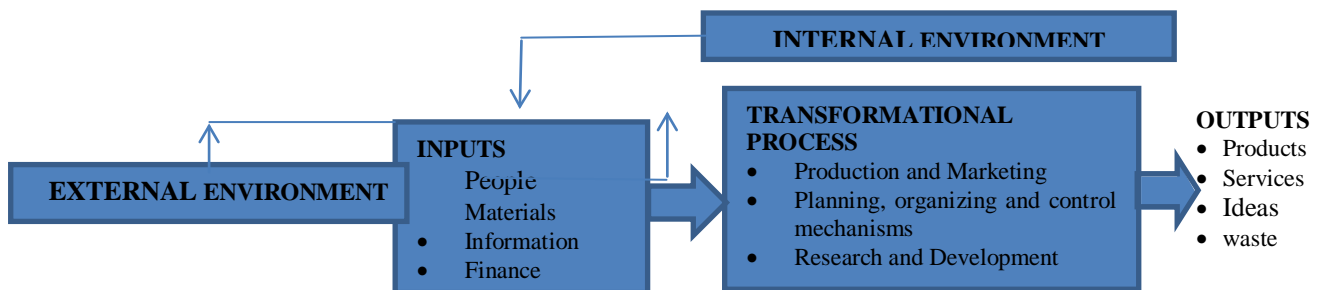 INTERNAL ENVIRONMENT
EXTERNAL ENVIRONMENT
INPUTS
People
Materials
• Information
• Finance
TRANSFORMATIONAL
PROCESS
• Production and Marketing
• Planning, organizing and control
mechanisms
• Research and Development
OUTPUTS
• Products
• Services
• Ideas
• waste